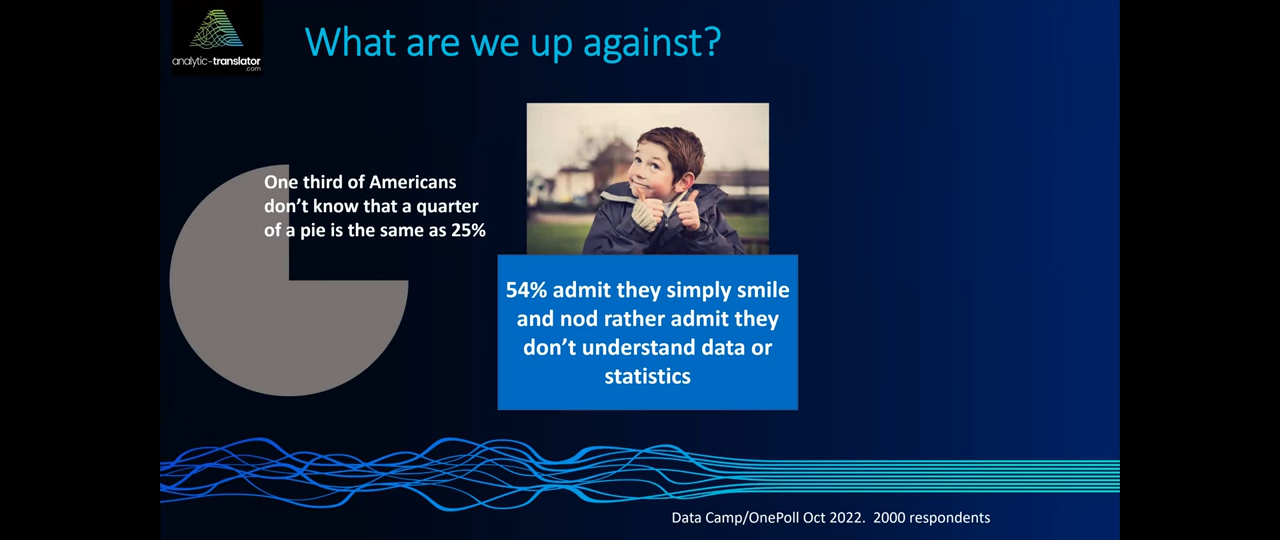 analytic-translator
.com
What are we up against?
One third of Americans
don't know that a quarter
of a pie is the same as 25%
54% admit they simply smile
and nod rather admit they
don't understand data or
statistics
Data Camp/OnePoll Oct 2022.  2000 respondents